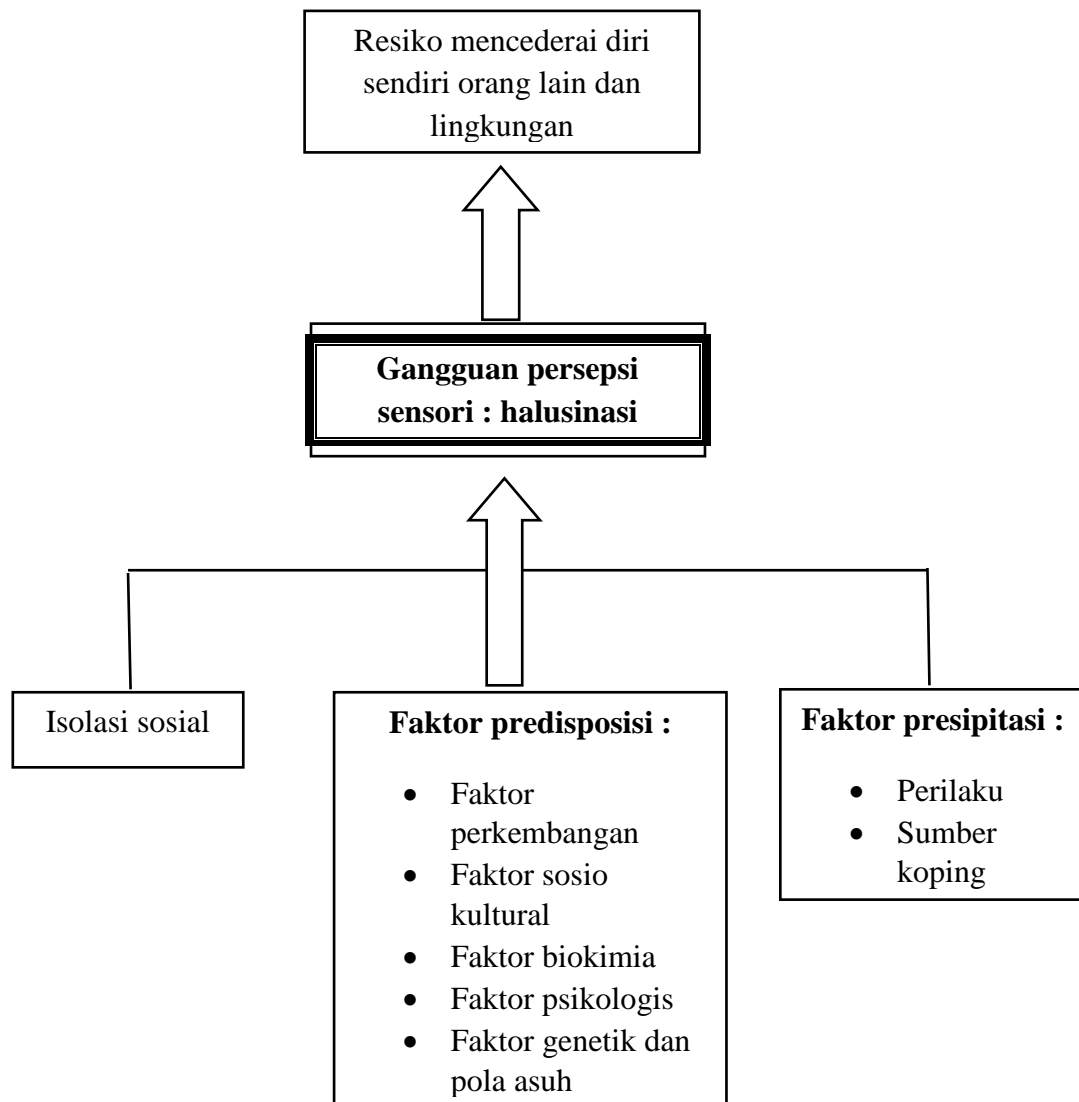 Resiko mencederai diri
sendiri orang lain dan
lingkungan
Gangguan persepsi
sensori : halusinasi
Isolasi sosial
Faktor predisposisi :
• Faktor
perkembangan
• Faktor sosio
kultural
• Faktor biokimia
• Faktor psikologis
• Faktor genetik dan
pola asuh
Faktor presipitasi :
• Perilaku
• Sumber
koping